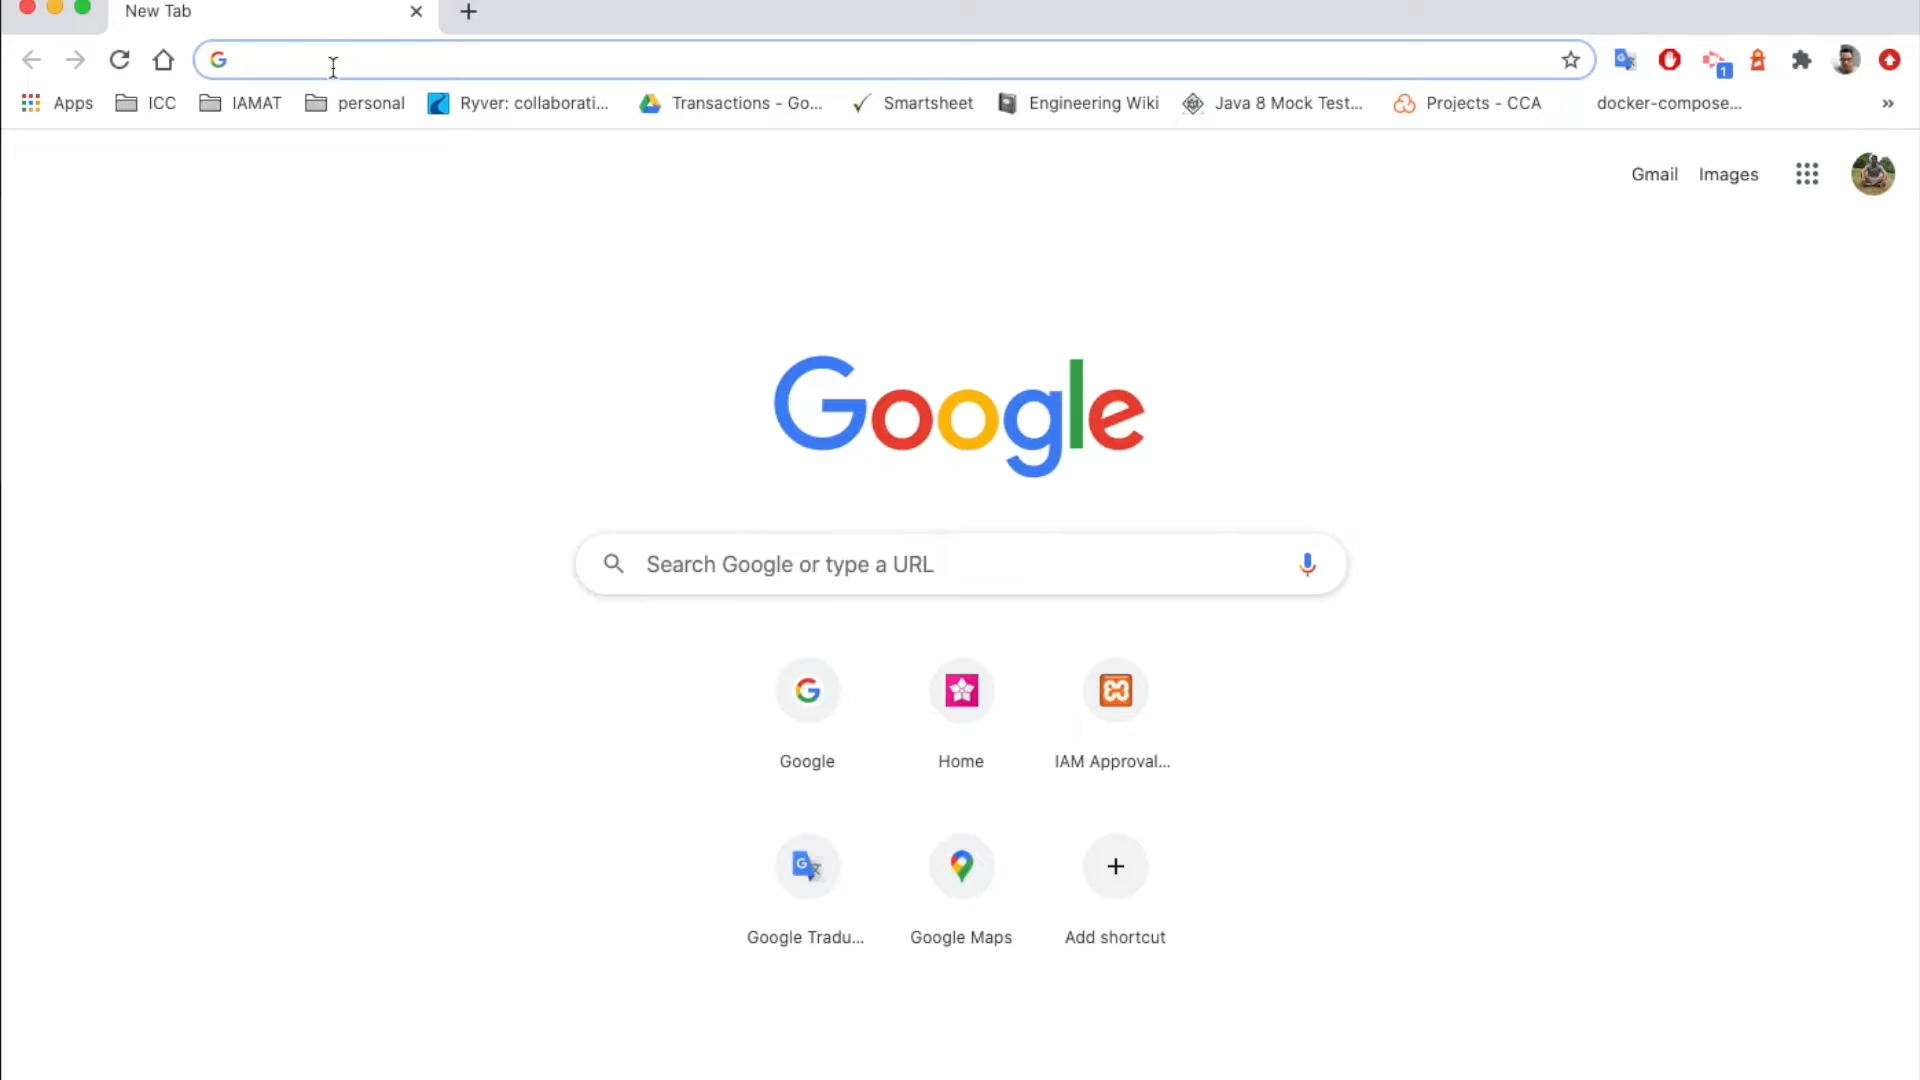 New Tab
Apps ICC IAMAT personal Ryver: collaborati... Transactions - Go... Smartsheet Engineering Wiki Java 8 Mock Test... Projects - CCA docker-compose... »
1
Gmail Images
Google
Search Google or type a URL
Google Home IAM Approval...
Google Tradu... Google Maps Add shortcut